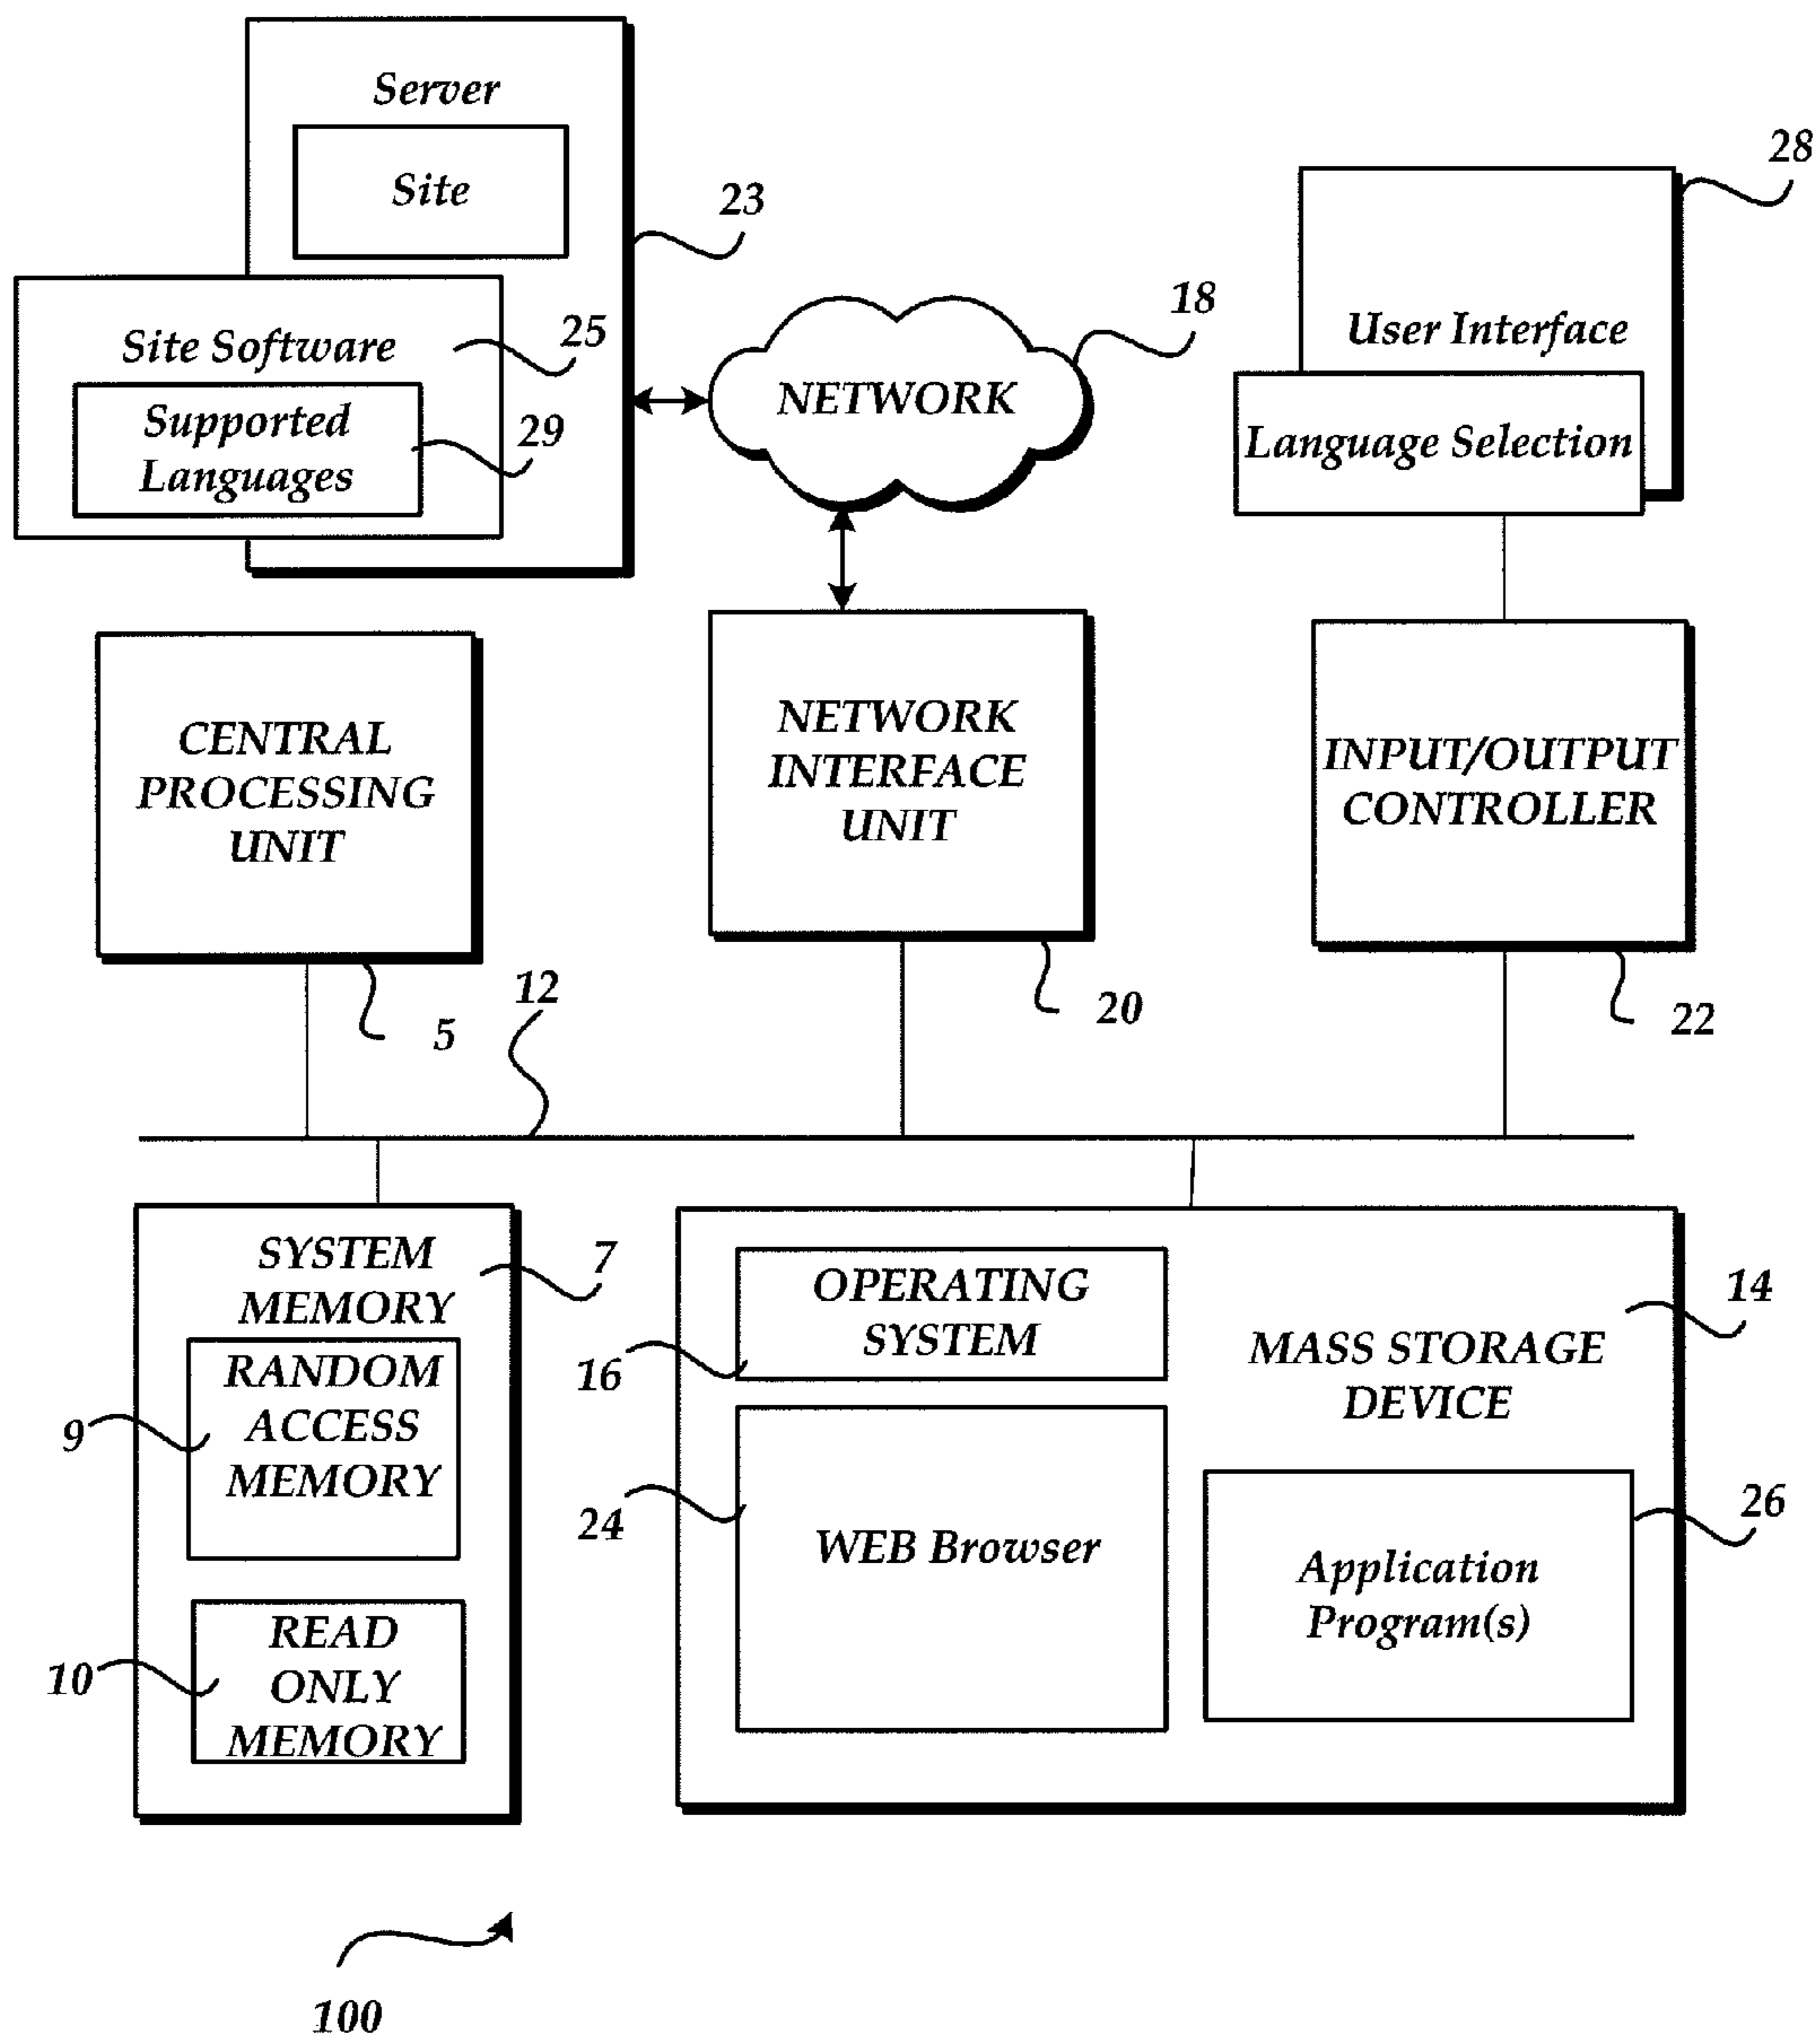 Server
Site
23
Site Software
25
Supported
Languages
29
NETWORK
18
28
User Interface
Language Selection
CENTRAL
PROCESSING
UNIT
5
NETWORK
INTERFACE
UNIT
20
INPUT/OUTPUT
CONTROLLER
22
12
SYSTEM
MEMORY
7
RANDOM
ACCESS
MEMORY
9
READ
ONLY
MEMORY
10
OPERATING
SYSTEM
16
MASS STORAGE
DEVICE
14
WEB Browser
24
Application
Program(s)
26
100